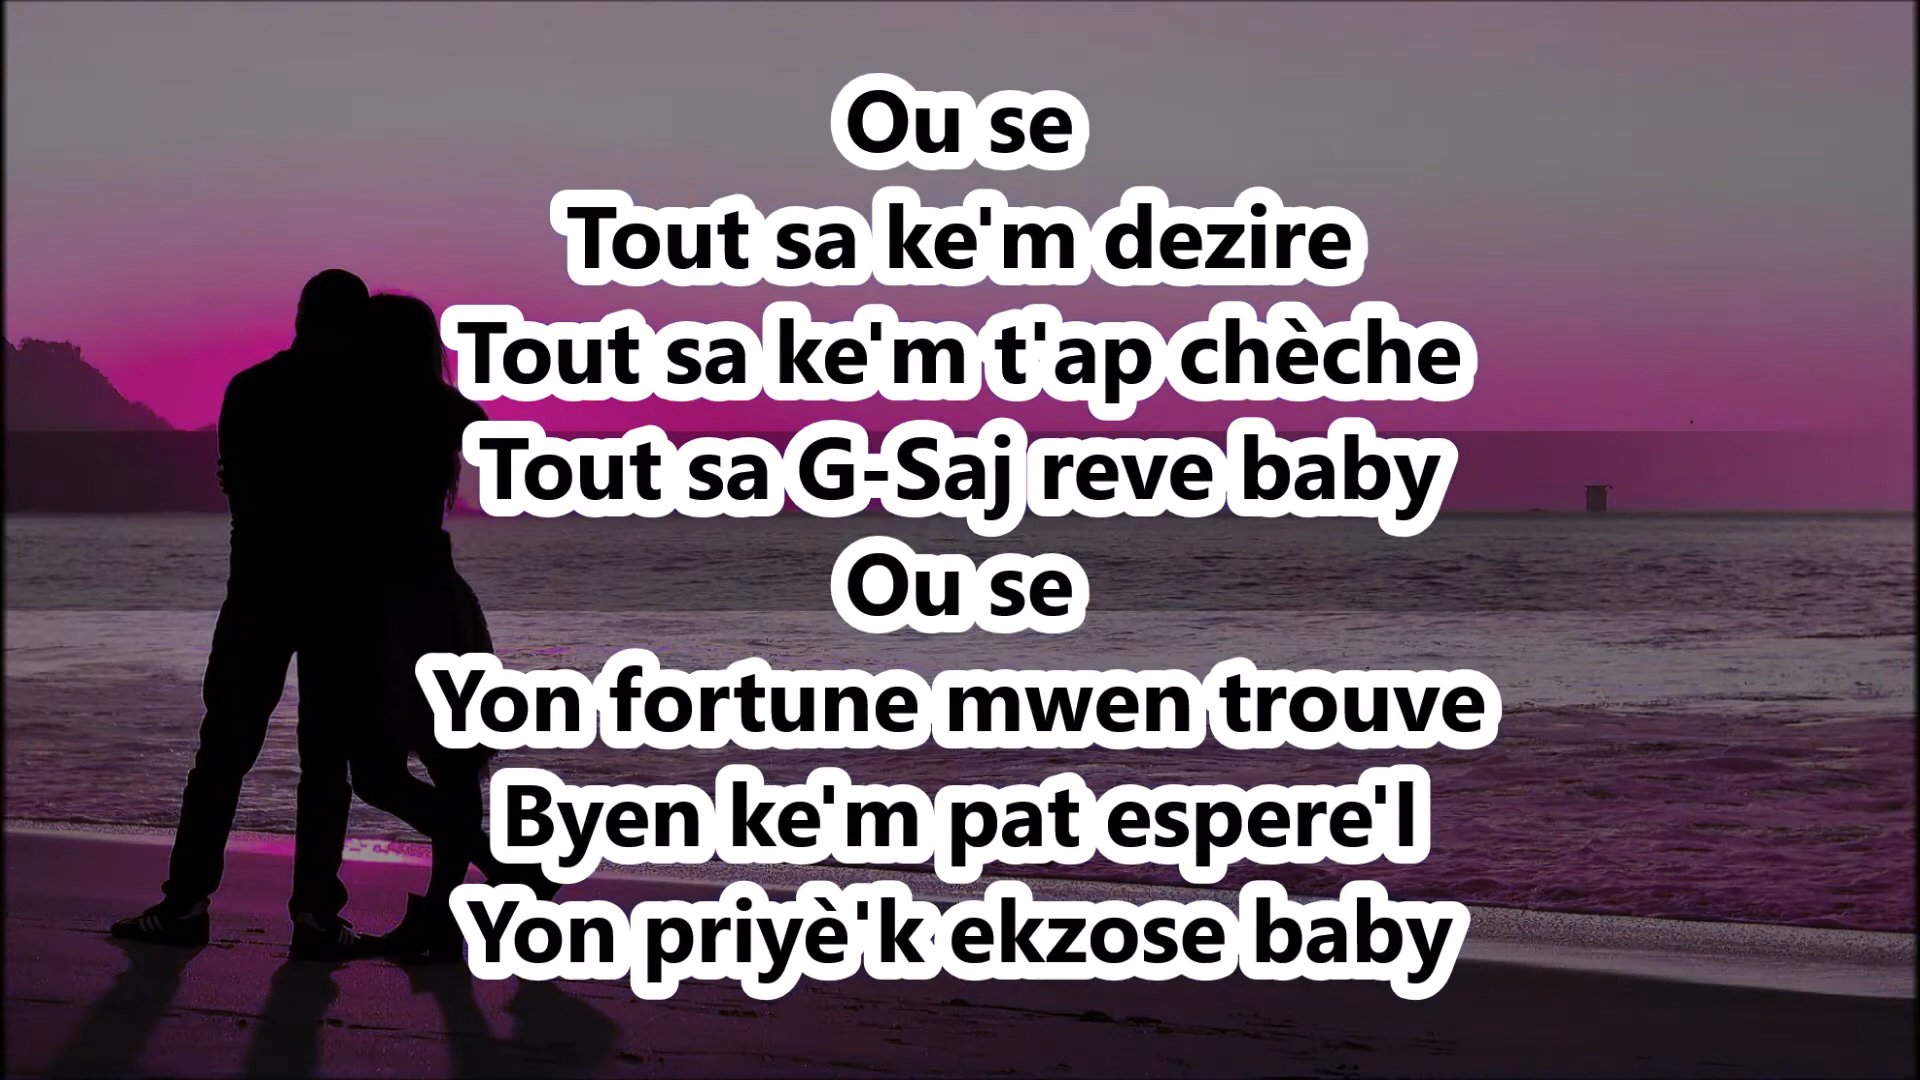 Ou se
Tout sa ke'm dezire
Tout sa ke'm t'ap chèche
Tout sa G-Saj reve baby
Ou se
Yon fortune mwen trouve
Byen ke'm pat espere'l
Yon priyè'k ekzose baby